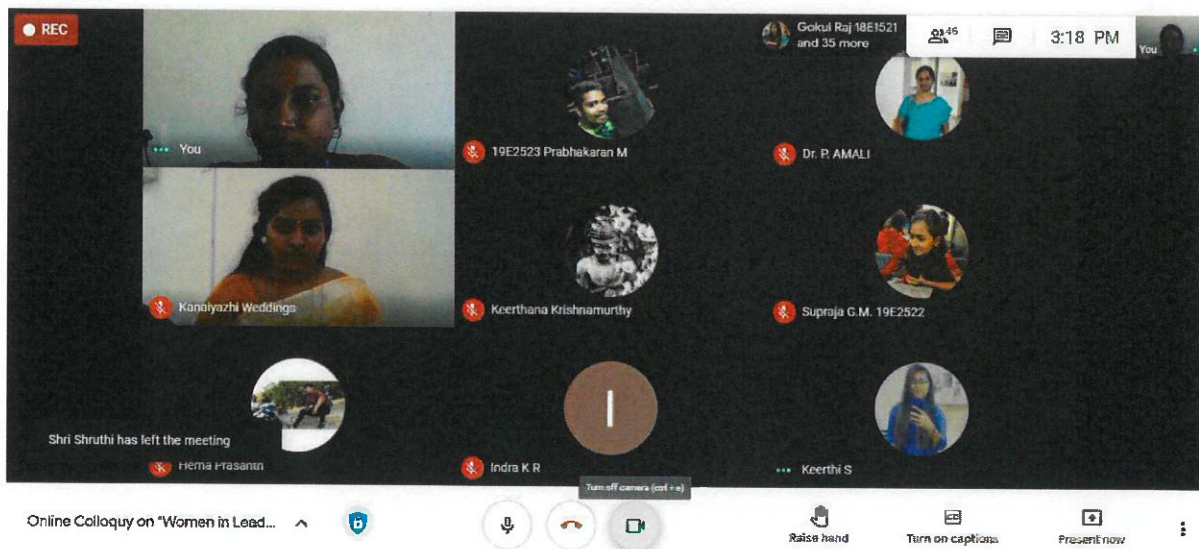 REC
Gokul Raj 18E1521
and 35 more
46
3:18 PM
You
You
19E2523 Prabhakaran M
Dr. P. AMALI
Kanaiyazhi Weddings
Keerthana Krishnamurthy
Supraja G.M. 19E2522
Shri Shruthi has left the meeting
Hema Prasanth
I
Indra K R
Keerthi S
Turn off camera (ctrl + e)
Online Colloquy on "Women in Lead...
Raise hand
Turn on captions
Present now